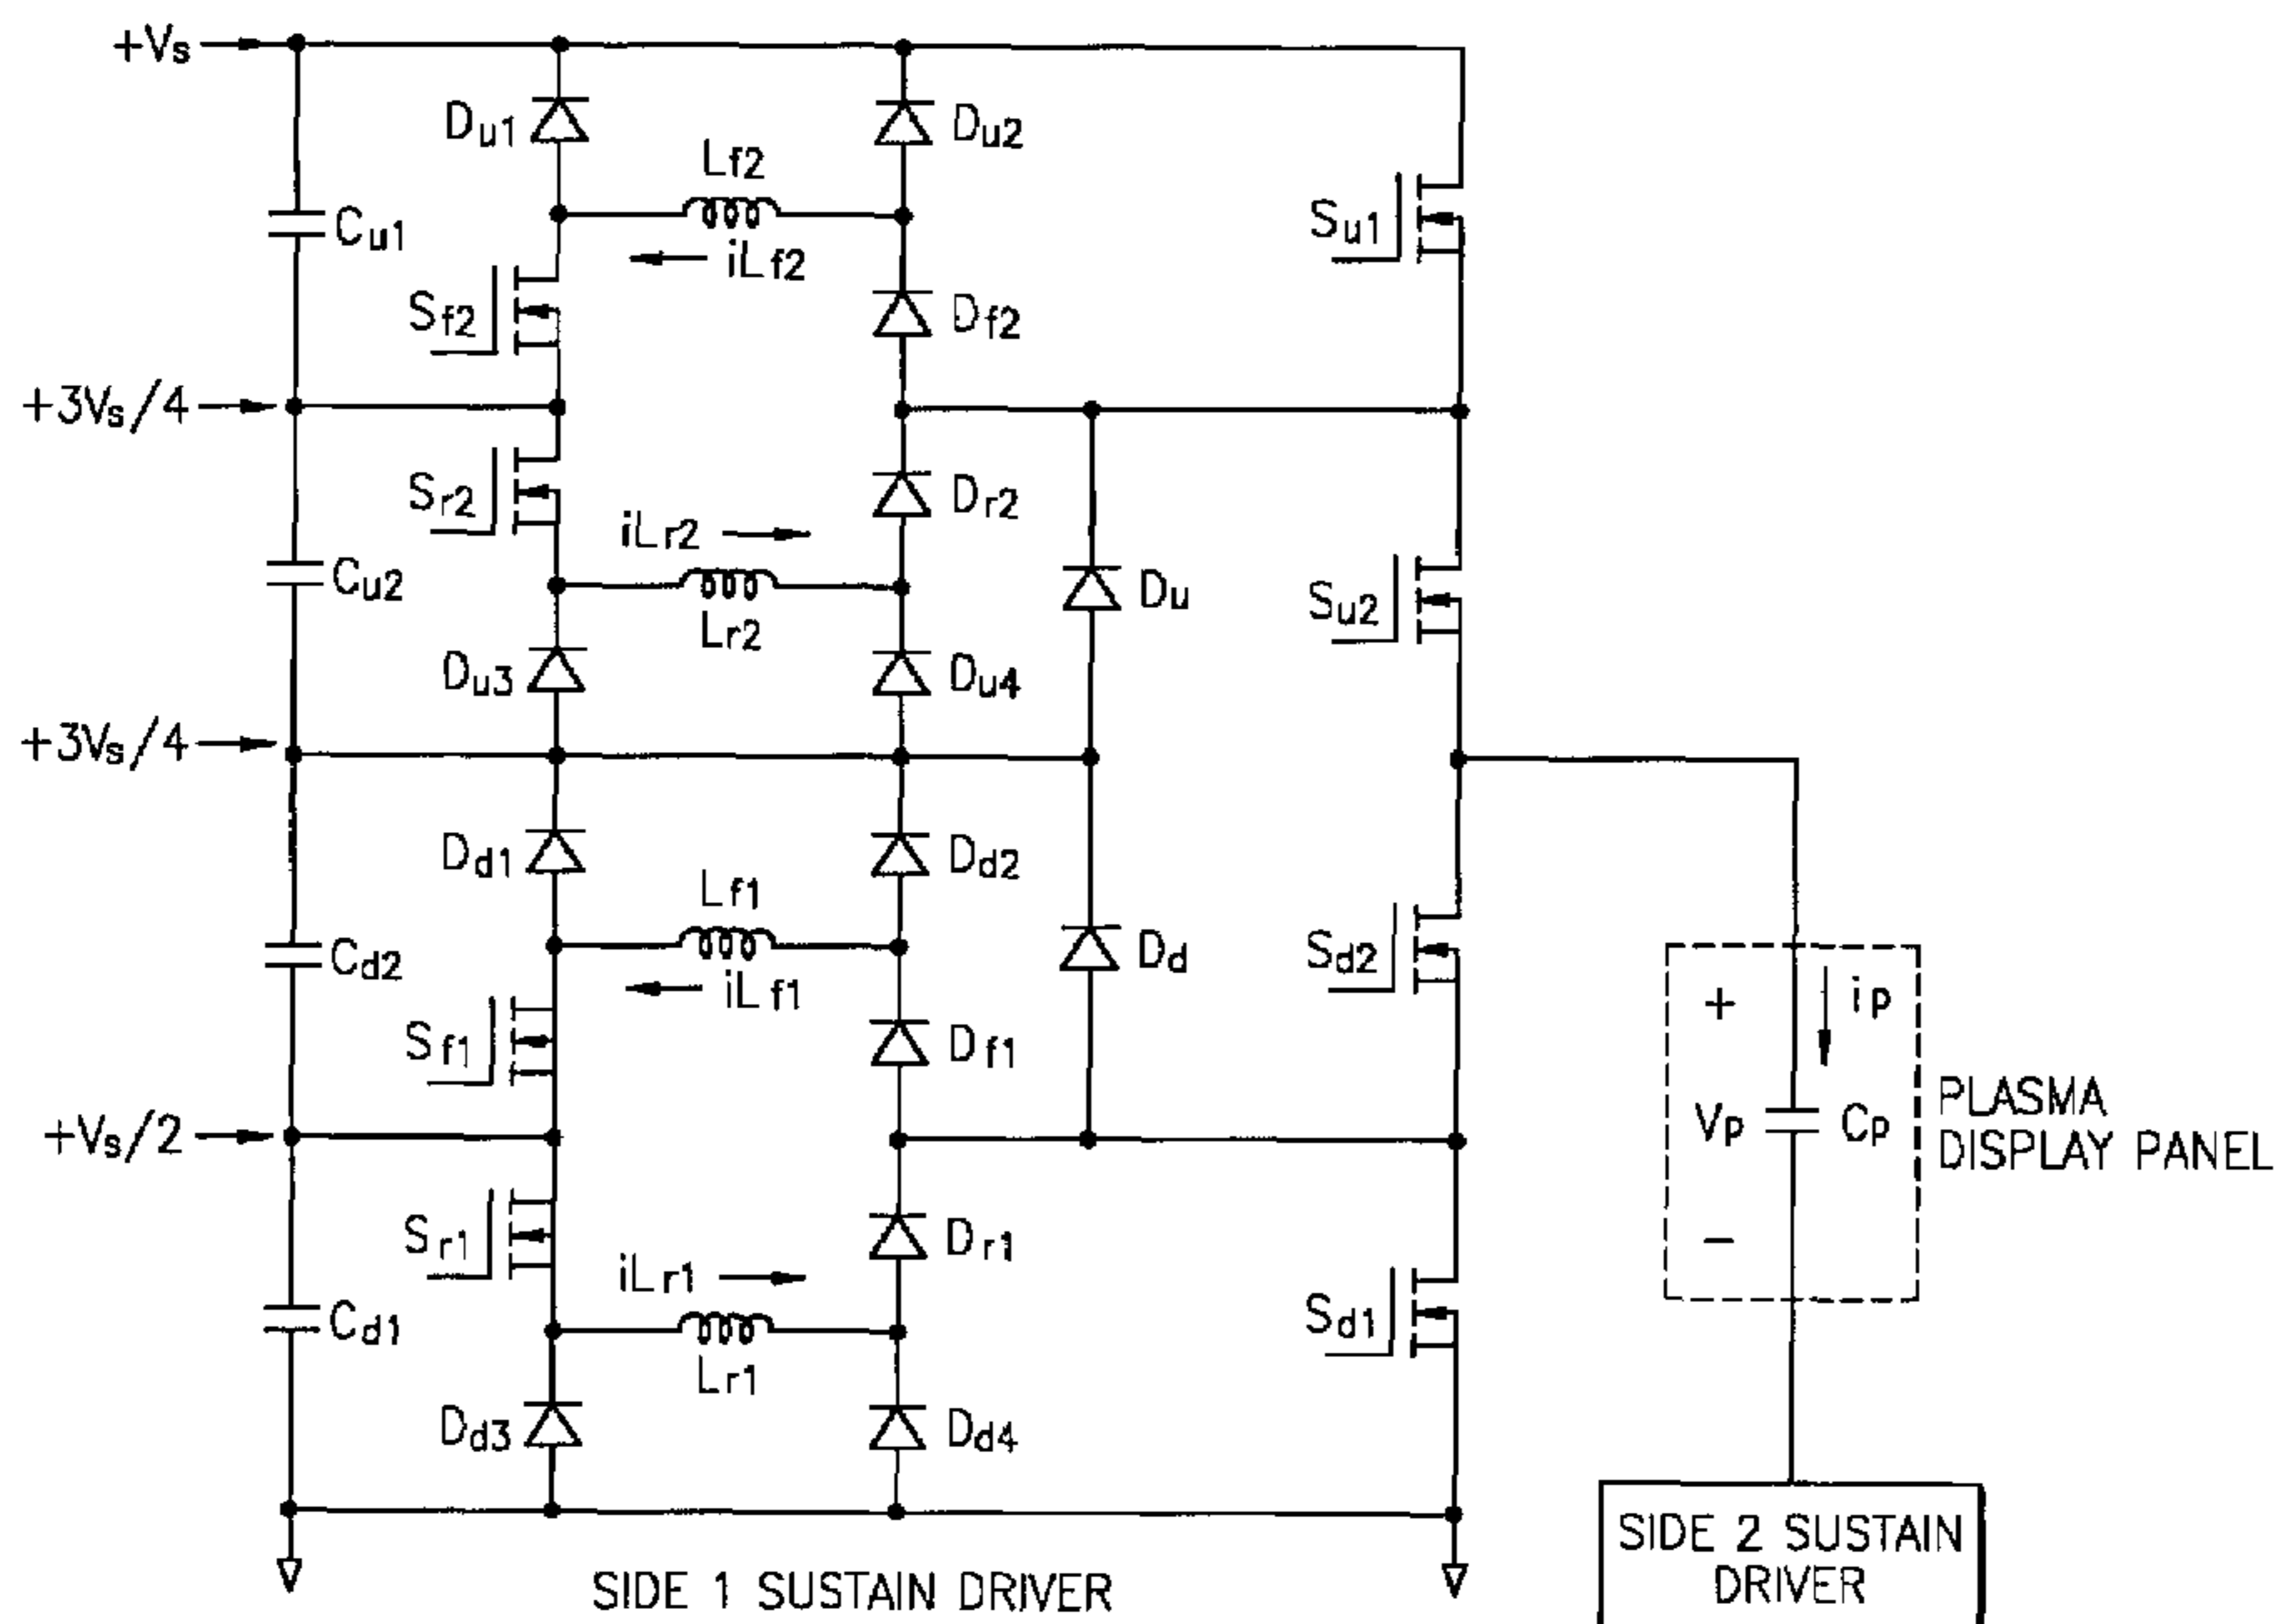 +Vs
Du1
Du2
Lf2
Cu1
Su1
iLf2
Sf2
Df2
+3Vs/4
Sr2
Dr2
iLr2
Cu2
Du
Su2
Lr2
Du3
Du4
+3Vs/4
Dd1
Dd2
Lf1
Cd2
Dd
Sd2
iLf1
+
ip
Sf1
Df1
PLASMA
DISPLAY PANEL
+Vs/2
Vp
Cp
Sr1
Dr1
−
iLr1
Cd1
Sd1
Lr1
Dd3
Dd4
SIDE 1 SUSTAIN DRIVER
SIDE 2 SUSTAIN
DRIVER